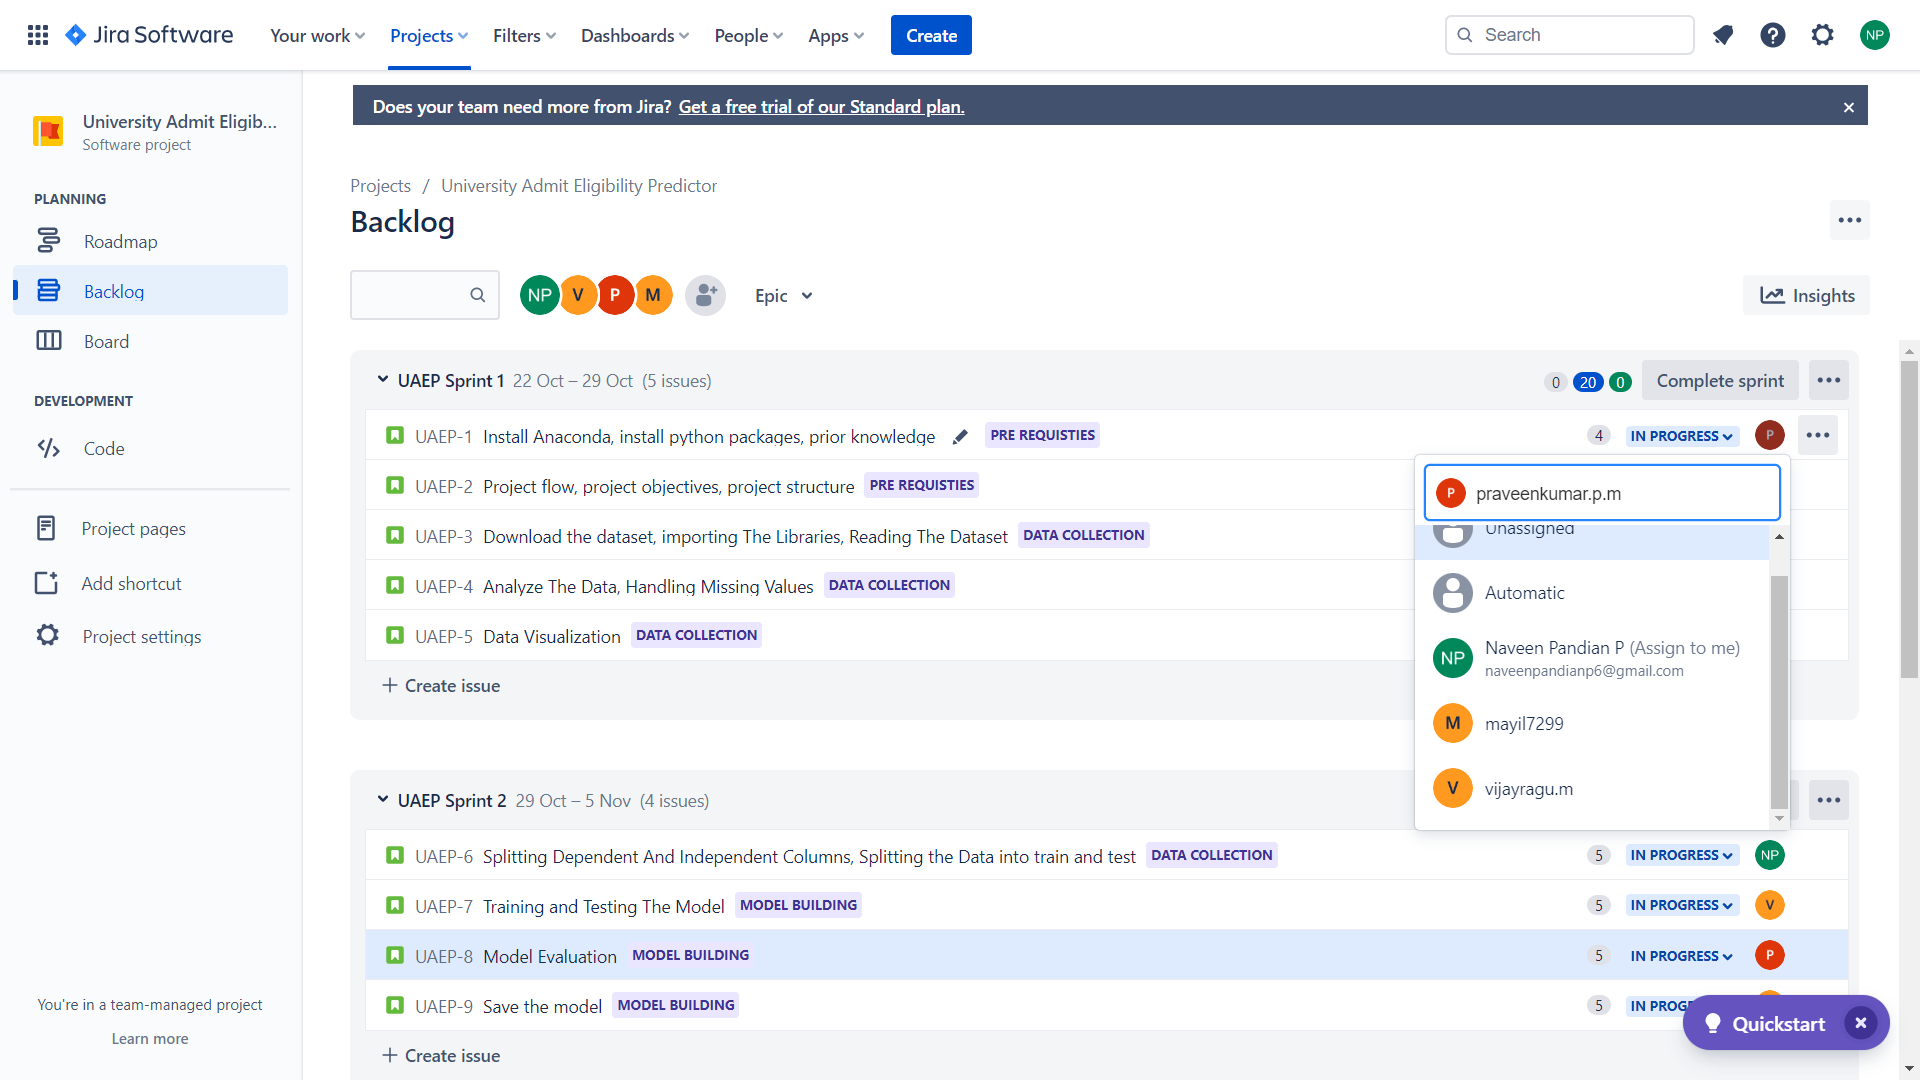 Jira Software Your work Projects Filters Dashboards People Apps Create Search NP
Does your team need more from Jira? Get a free trial of our Standard plan.
University Admit Eligib...
Software project
PLANNING
Roadmap
Backlog
Board
DEVELOPMENT
Code
Project pages
Add shortcut
Project settings
You're in a team-managed project
Learn more
Projects / University Admit Eligibility Predictor
Backlog
NP V P M Epic Insights
UAEP Sprint 1 22 Oct – 29 Oct (5 issues) 0 20 0 Complete sprint
UAEP-1 Install Anaconda, install python packages, prior knowledge PRE REQUISTIES 4 IN PROGRESS P
UAEP-2 Project flow, project objectives, project structure PRE REQUISTIES
UAEP-3 Download the dataset, importing The Libraries, Reading The Dataset DATA COLLECTION
UAEP-4 Analyze The Data, Handling Missing Values DATA COLLECTION
UAEP-5 Data Visualization DATA COLLECTION
Create issue
P praveenkumar.p.m
Unassigned
Automatic
NP Naveen Pandian P (Assign to me)
naveenpandianp6@gmail.com
M mayil7299
V vijayragu.m
UAEP Sprint 2 29 Oct – 5 Nov (4 issues)
UAEP-6 Splitting Dependent And Independent Columns, Splitting the Data into train and test DATA COLLECTION 5 IN PROGRESS NP
UAEP-7 Training and Testing The Model MODEL BUILDING 5 IN PROGRESS V
UAEP-8 Model Evaluation MODEL BUILDING 5 IN PROGRESS P
UAEP-9 Save the model MODEL BUILDING 5 IN PROG
Create issue
Quickstart